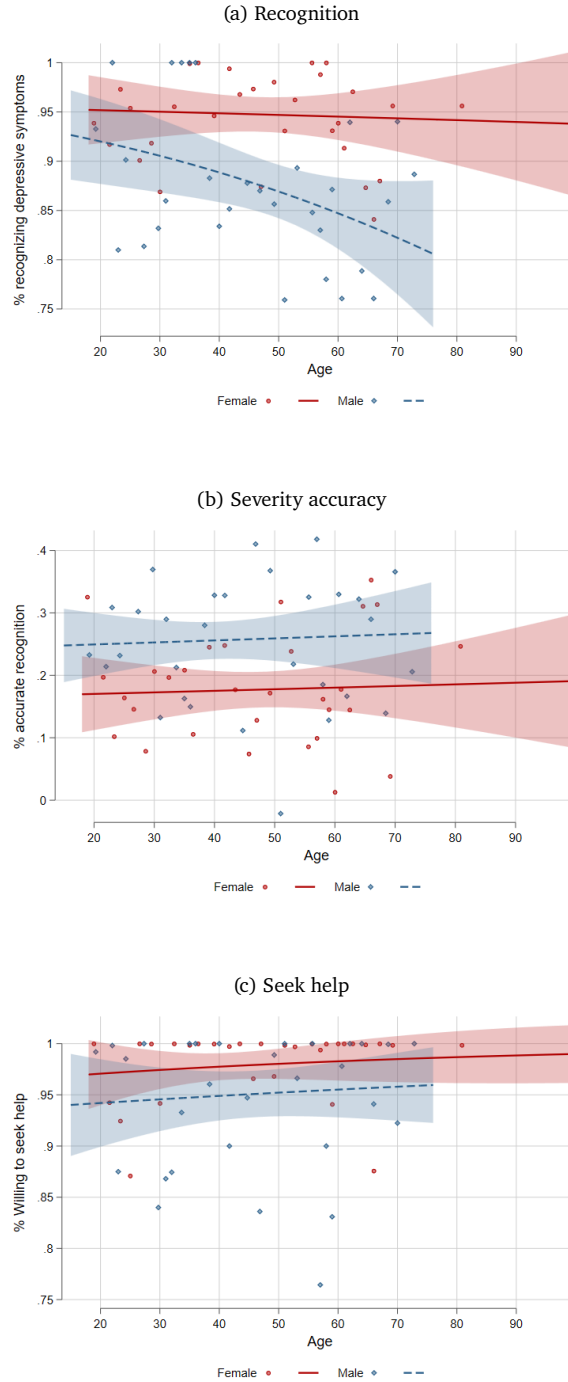 (a) Recognition
% recognizing depressive symptoms
1
.95
.9
.85
.8
.75
20 30 40 50 60 70 80 90
Age
Female Male
(b) Severity accuracy
% accurate recognition
.4
.3
.2
.1
0
20 30 40 50 60 70 80 90
Age
Female Male
(c) Seek help
% Willing to seek help
1
.95
.9
.85
.8
.75
20 30 40 50 60 70 80 90
Age
Female Male